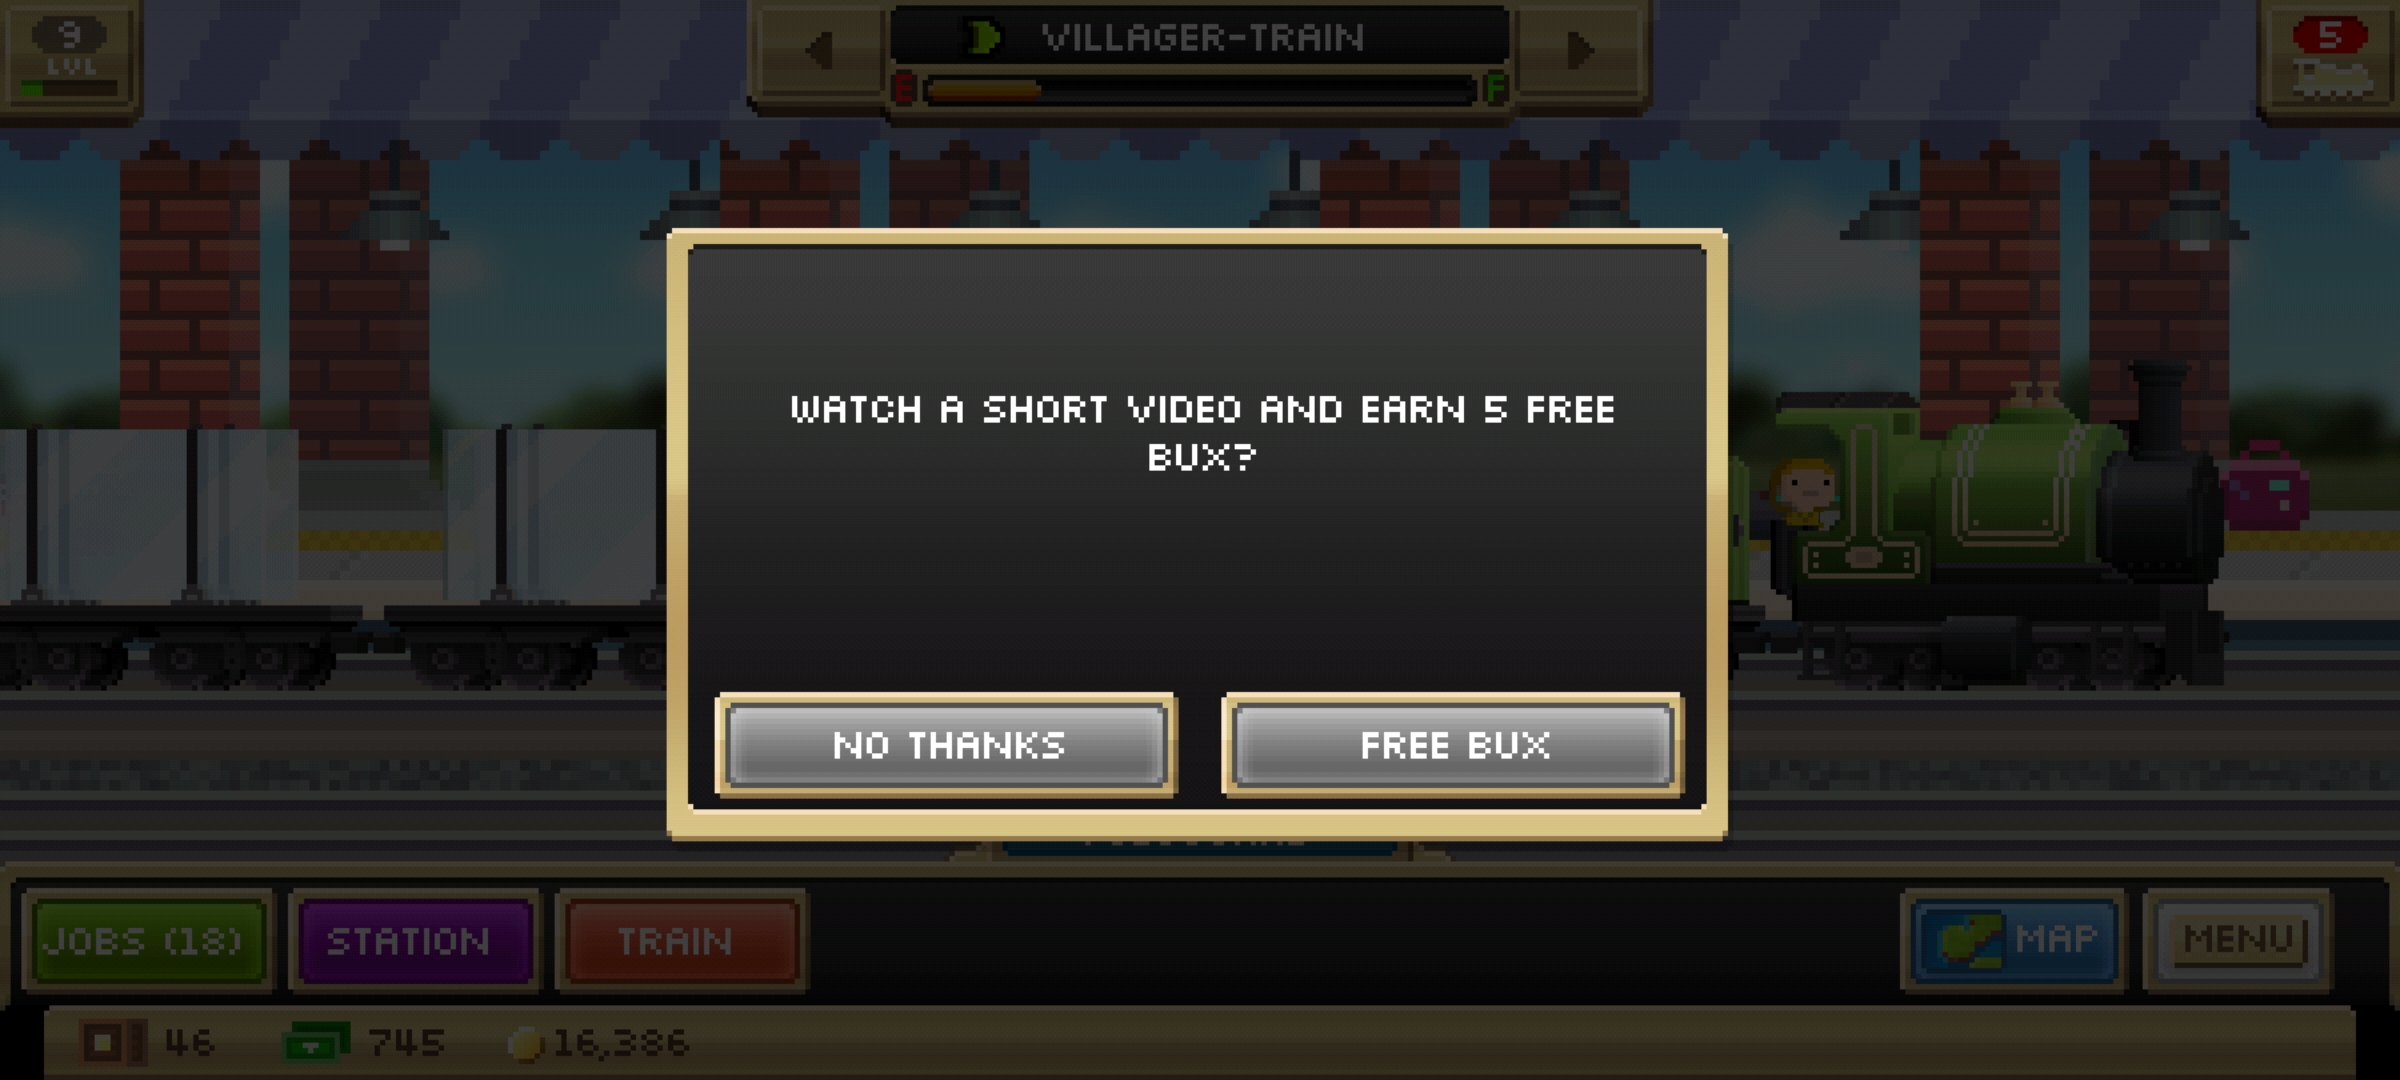 9
LVL
VILLAGER-TRAIN
E F
5
WATCH A SHORT VIDEO AND EARN 5 FREE
BUX?
NO THANKS
FREE BUX
JOBS (18)
STATION
TRAIN
MAP
MENU
46
745
16,386